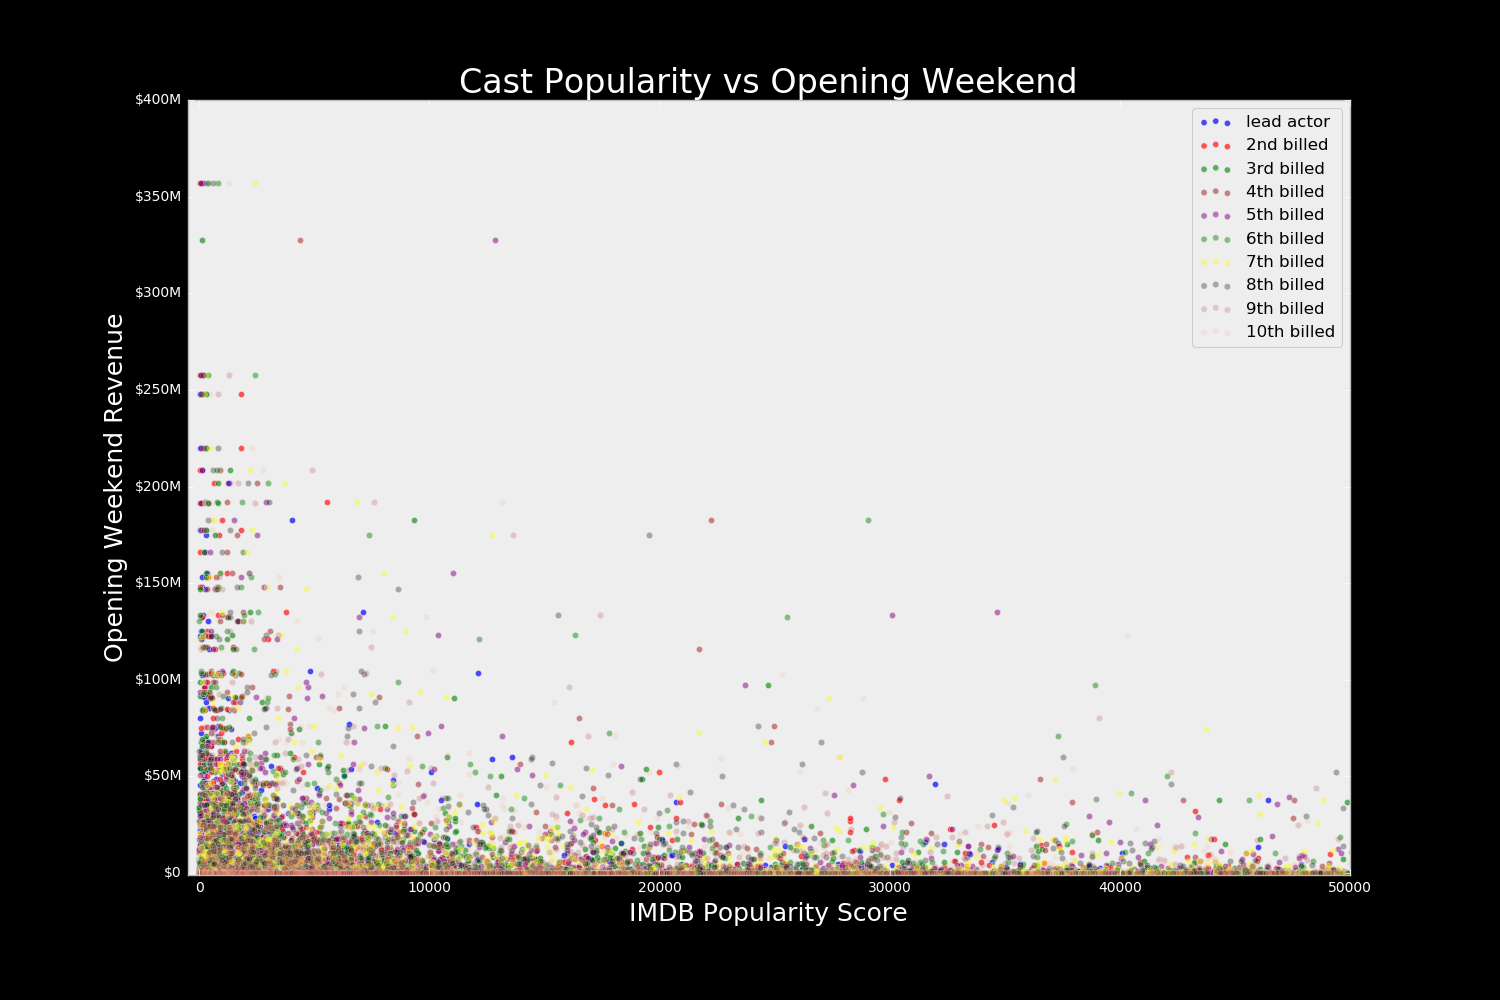 Cast Popularity vs Opening Weekend
$400M
$350M
$300M
$250M
$200M
$150M
$100M
$50M
$0
Opening Weekend Revenue
lead actor
2nd billed
3rd billed
4th billed
5th billed
6th billed
7th billed
8th billed
9th billed
10th billed
0 10000 20000 30000 40000 50000
IMDB Popularity Score